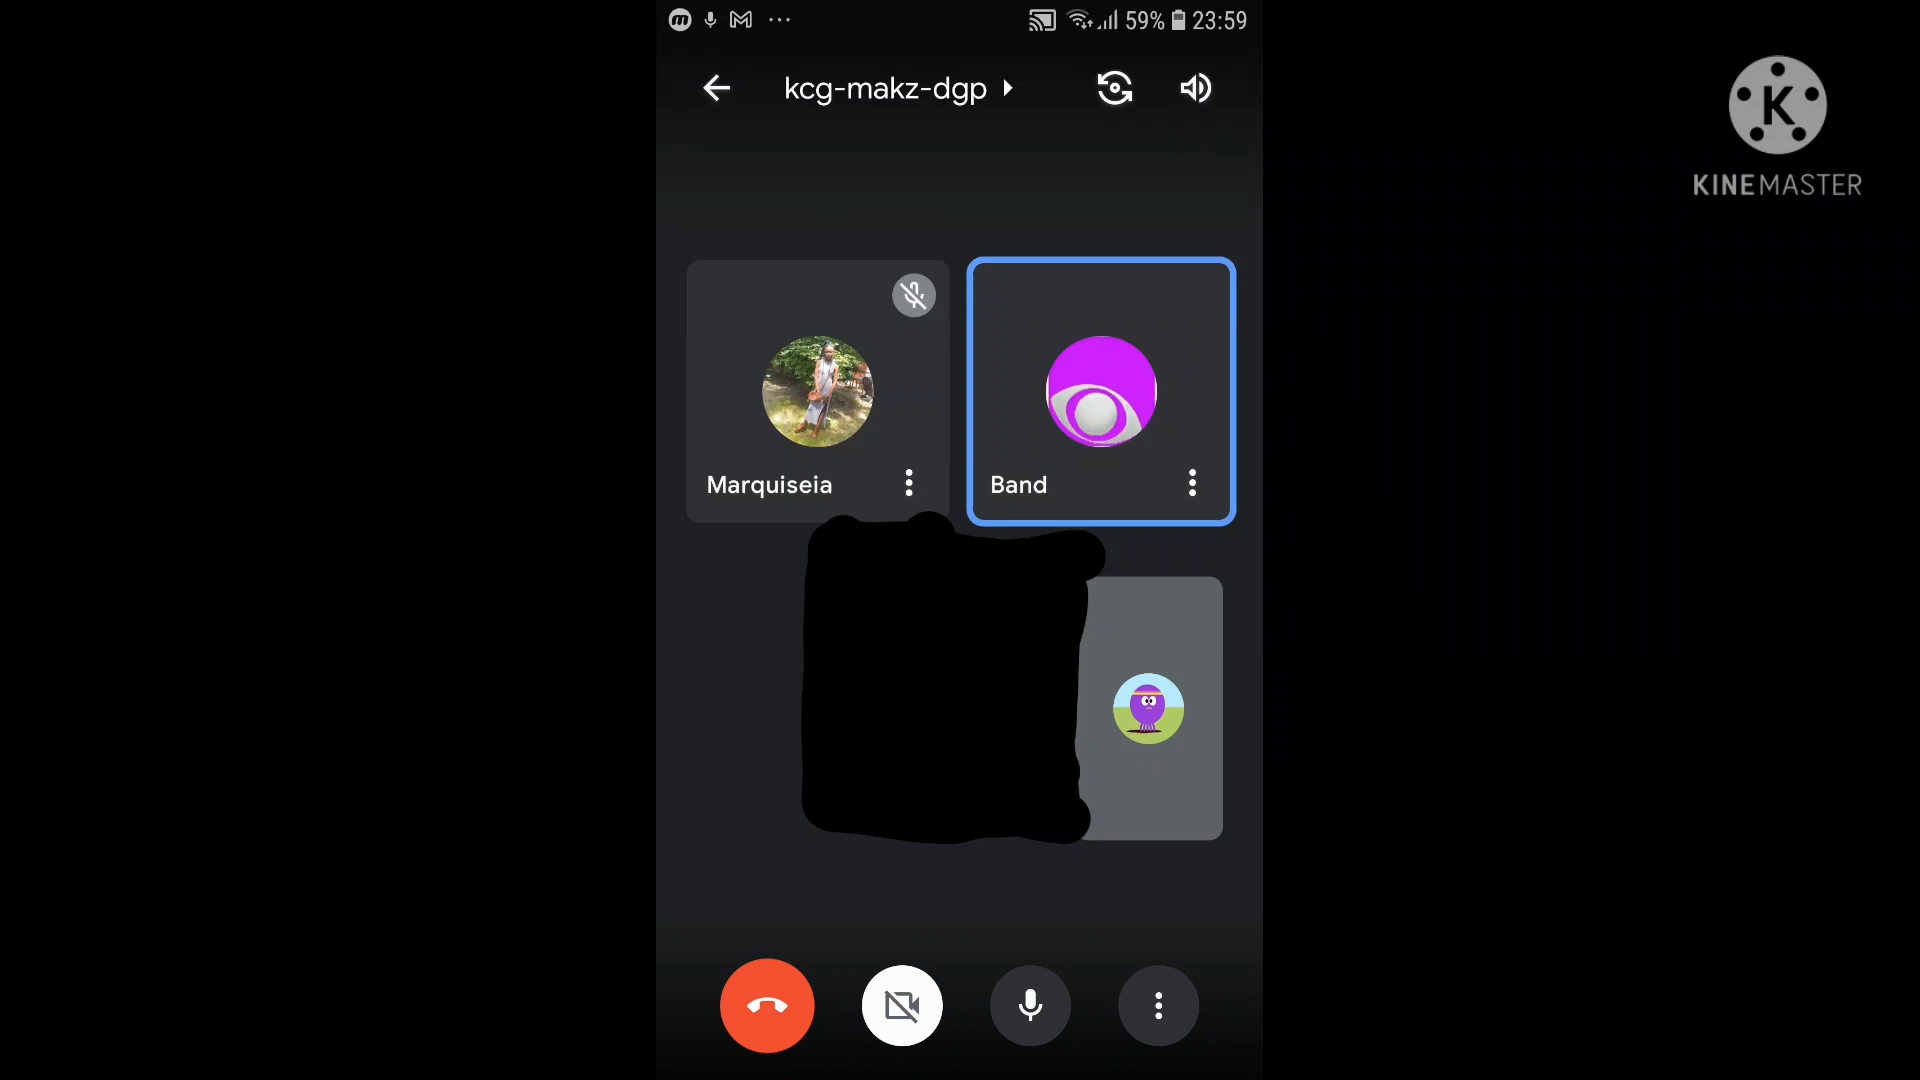 59% 23:59
kcg-makz-dgp
K
KINEMASTER
Marquiseia
Band